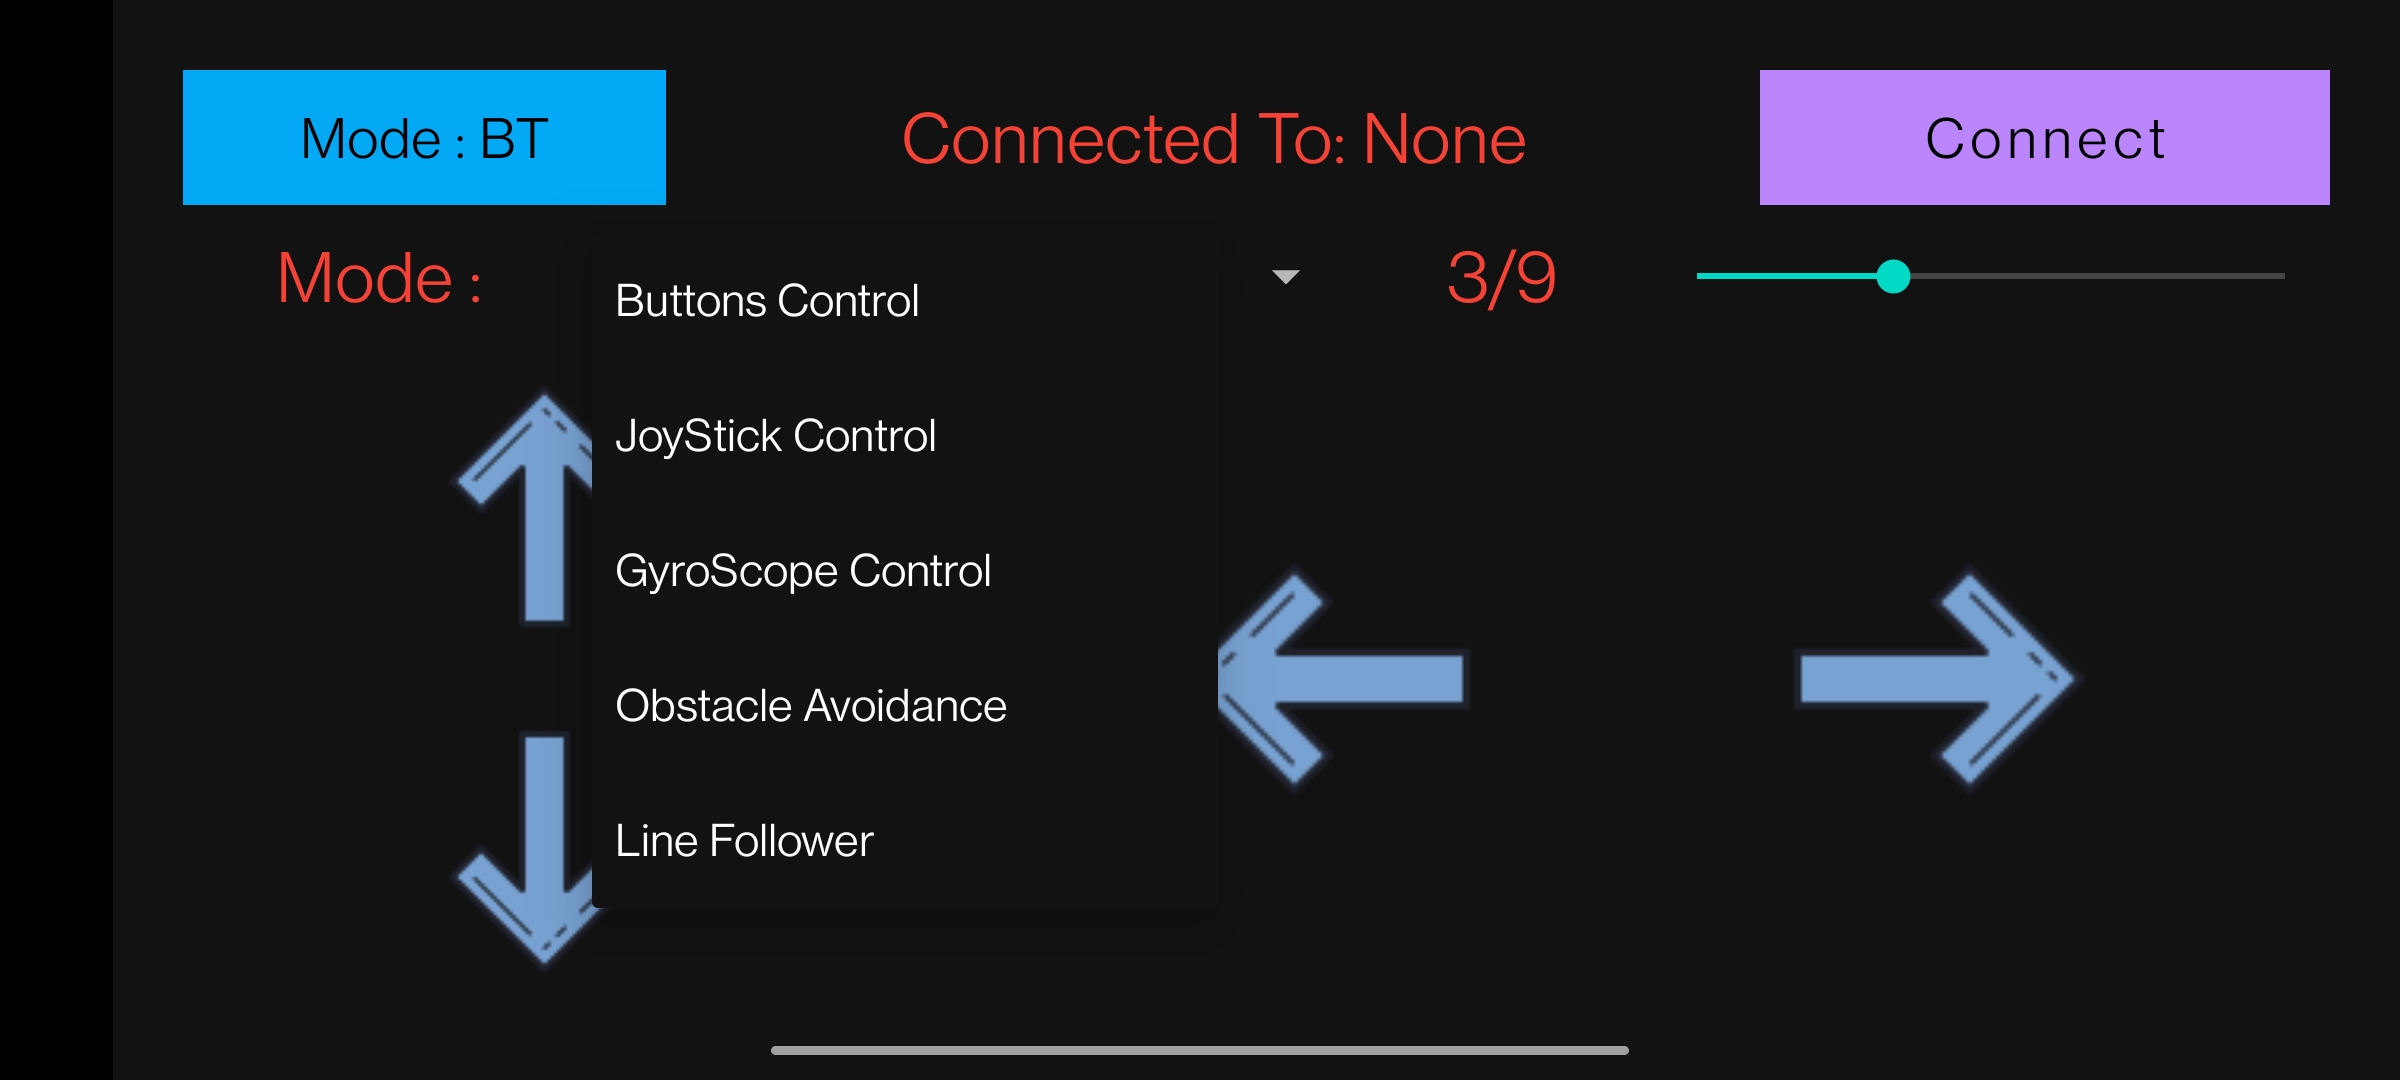 Mode : BT
Connected To: None
Connect
Mode :
3/9
Buttons Control
JoyStick Control
GyroScope Control
Obstacle Avoidance
Line Follower